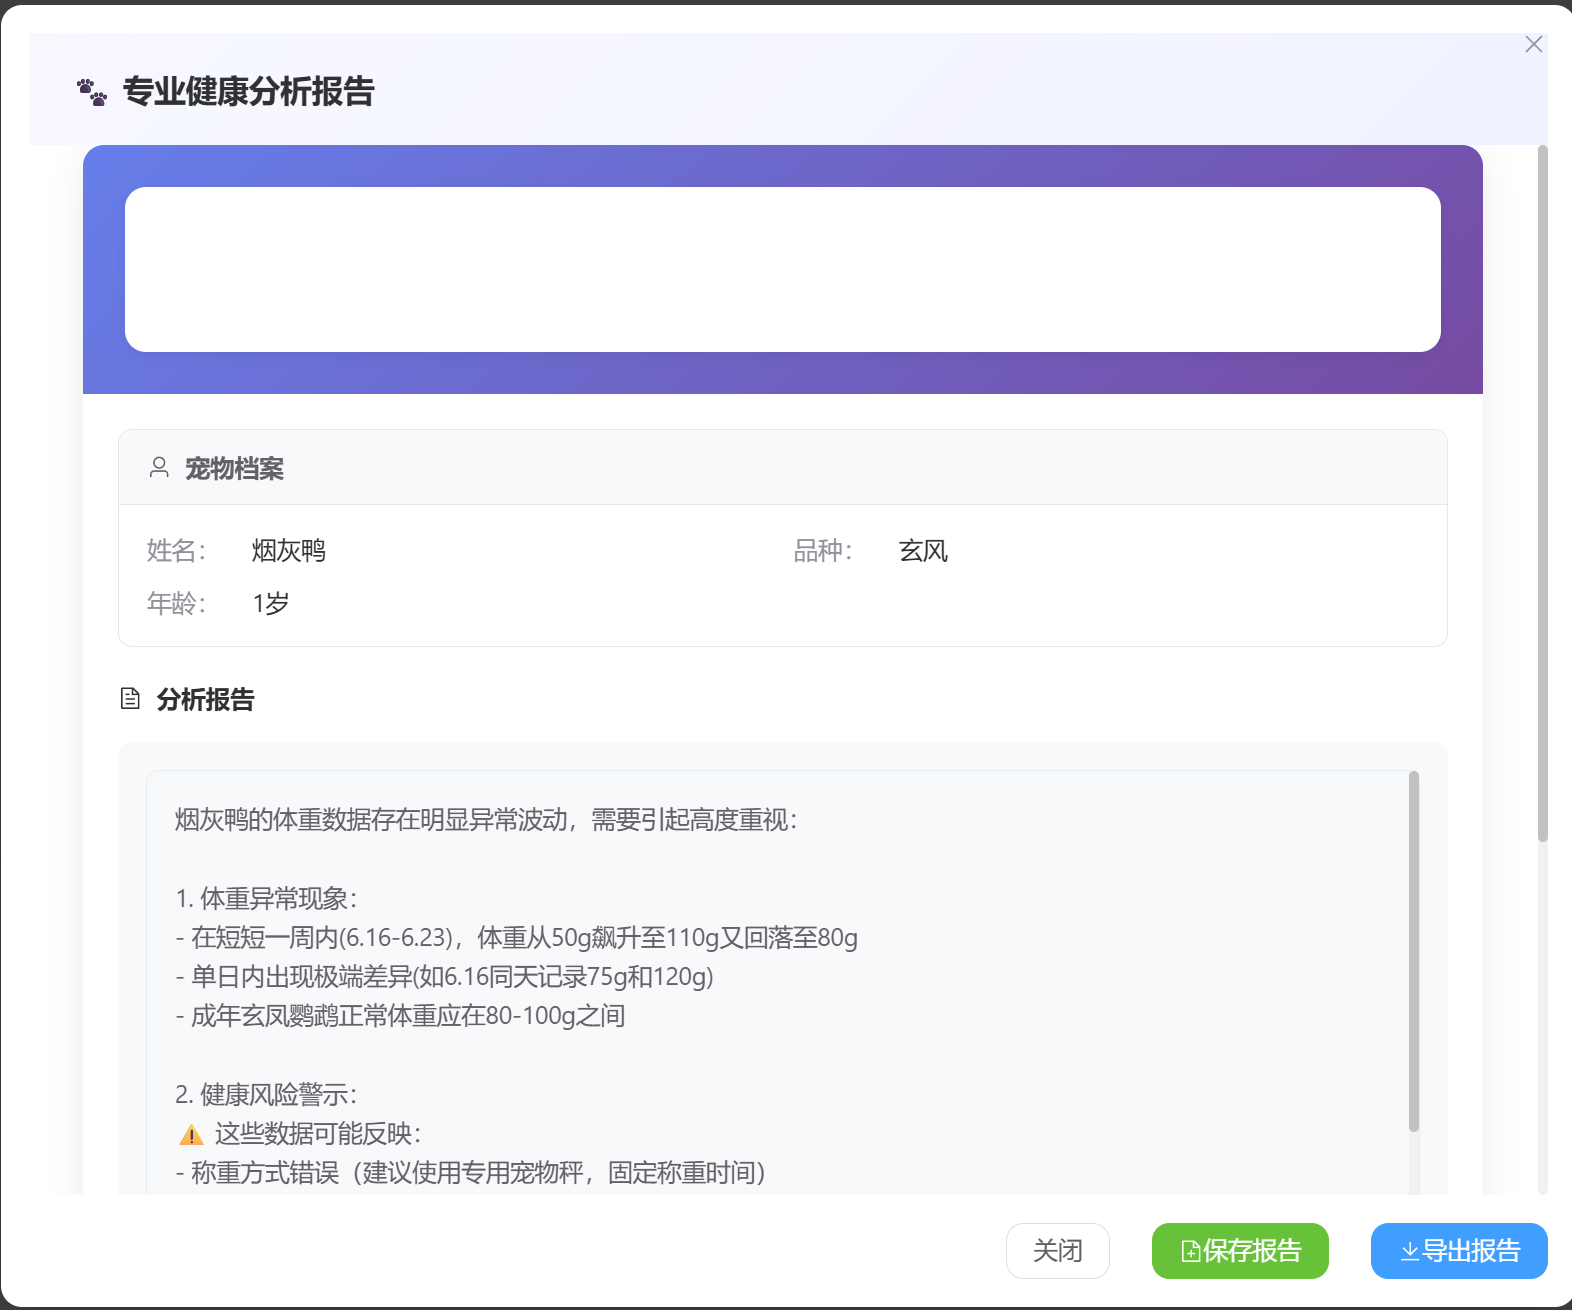 专业健康分析报告
宠物档案
姓名： 烟灰鸭 品种： 玄风
年龄： 1岁
分析报告
烟灰鸭的体重数据存在明显异常波动，需要引起高度重视：
1. 体重异常现象：
- 在短短一周内(6.16-6.23)，体重从50g飙升至110g又回落至80g
- 单日内出现极端差异(如6.16同天记录75g和120g)
- 成年玄凤鹦鹉正常体重应在80-100g之间
2. 健康风险警示：
⚠️ 这些数据可能反映：
- 称重方式错误（建议使用专用宠物秤，固定称重时间）
关闭 保存报告 导出报告